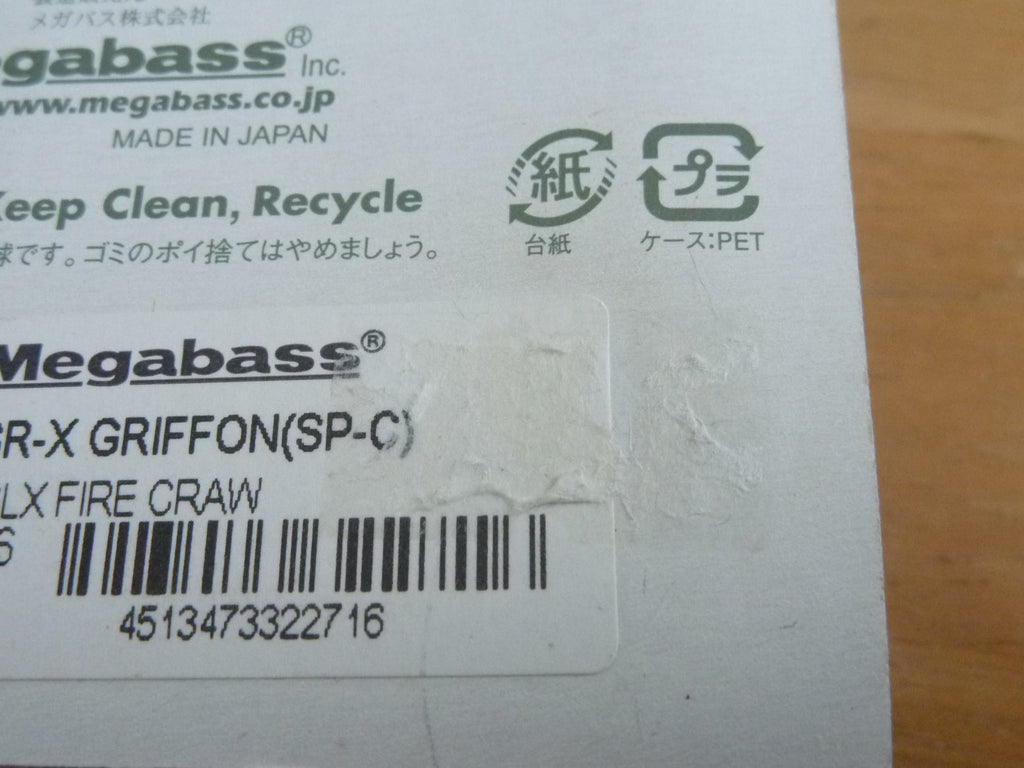 メガバス株式会社
egabass® Inc.
www.megabass.co.jp
MADE IN JAPAN
Keep Clean, Recycle
球です。ゴミのポイ捨てはやめましょう。
紙
台紙
プラ
ケース:PET
Megabass®
GRIFFON(SP-C)
LX FIRE CRAW
6
4513473322716